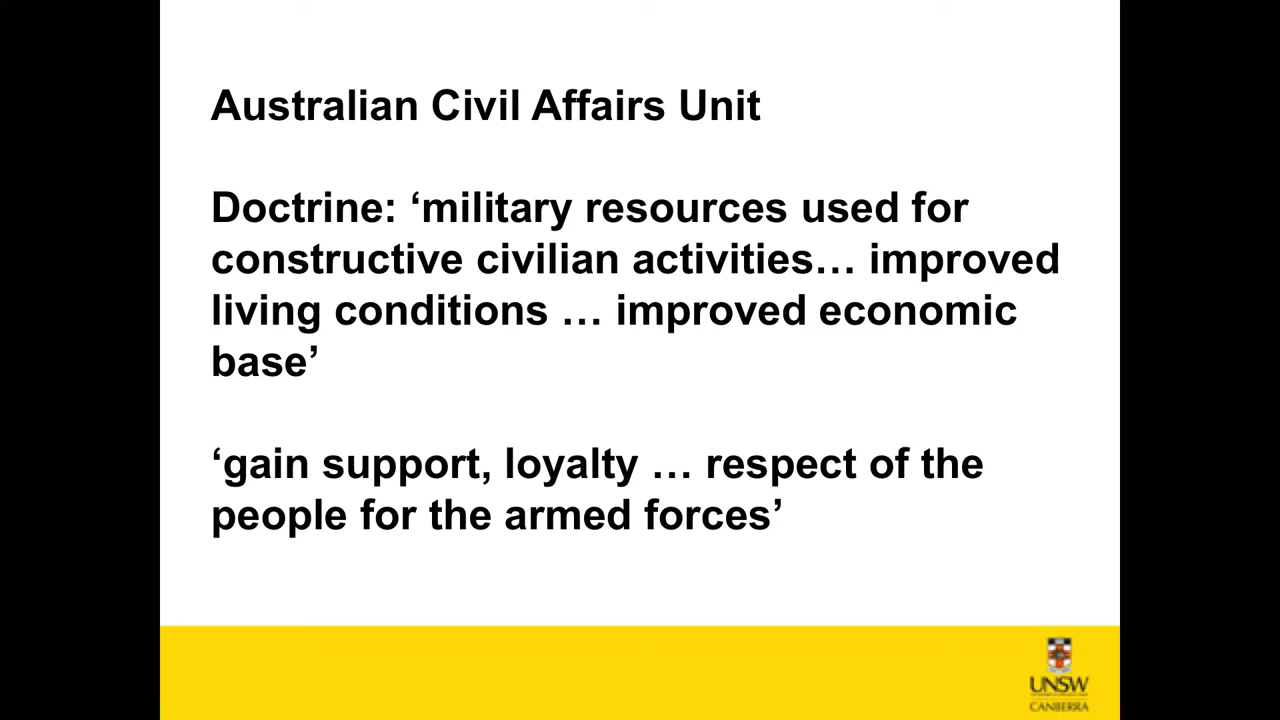 Australian Civil Affairs Unit
Doctrine: ‘military resources used for
constructive civilian activities… improved
living conditions … improved economic
base’
‘gain support, loyalty … respect of the
people for the armed forces’
UNSW
CANBERRA